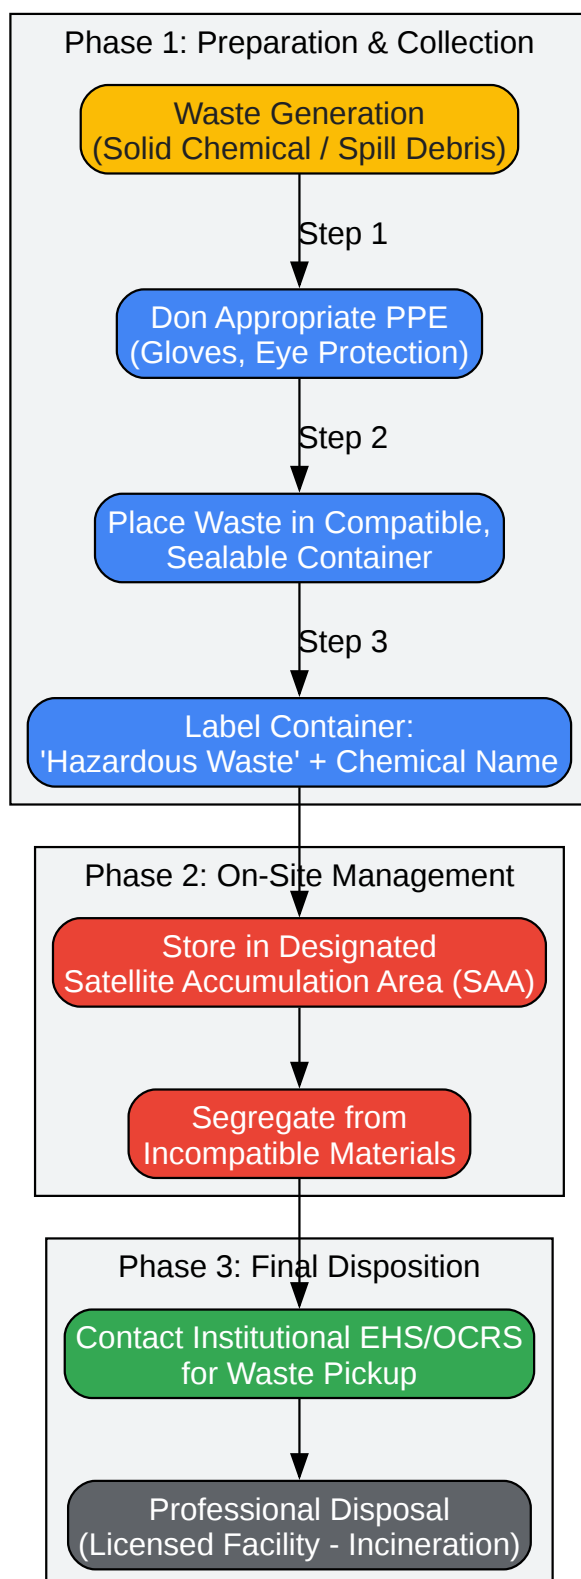 Phase 1: Preparation & Collection
Waste Generation
(Solid Chemical / Spill Debris)
Step 1
Don Appropriate PPE
(Gloves, Eye Protection)
Step 2
Place Waste in Compatible,
Sealable Container
Step 3
Label Container:
'Hazardous Waste' + Chemical Name
Phase 2: On-Site Management
Store in Designated
Satellite Accumulation Area (SAA)
Segregate from
Incompatible Materials
Phase 3: Final Disposition
Contact Institutional EHS/OCRS
for Waste Pickup
Professional Disposal
(Licensed Facility - Incineration)